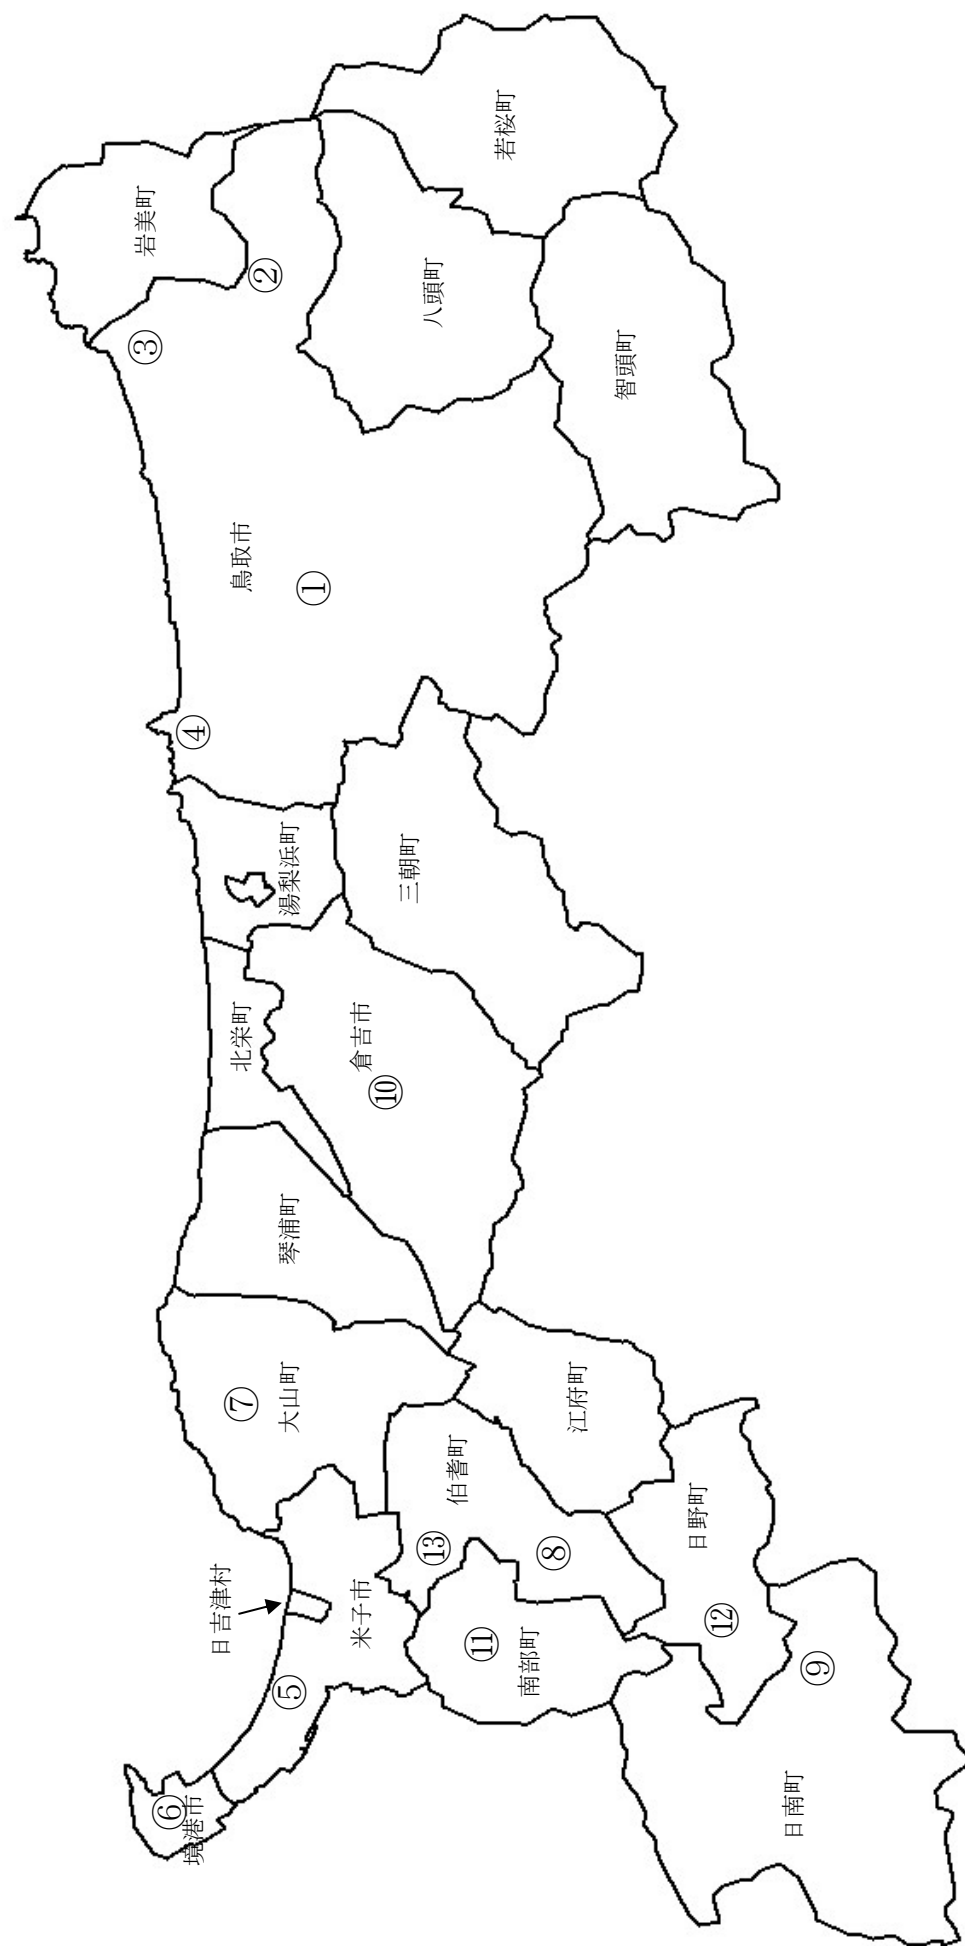 岩美町
③
②
若桜町
八頭町
智頭町
鳥取市
①
④
湯梨浜町
三朝町
北栄町
倉吉市
⑩
琴浦町
⑦
大山町
江府町
伯耆町
⑬
⑧
日野町
⑫
日吉津村
米子市
⑤
⑪
南部町
⑨
日南町
⑥
境港市